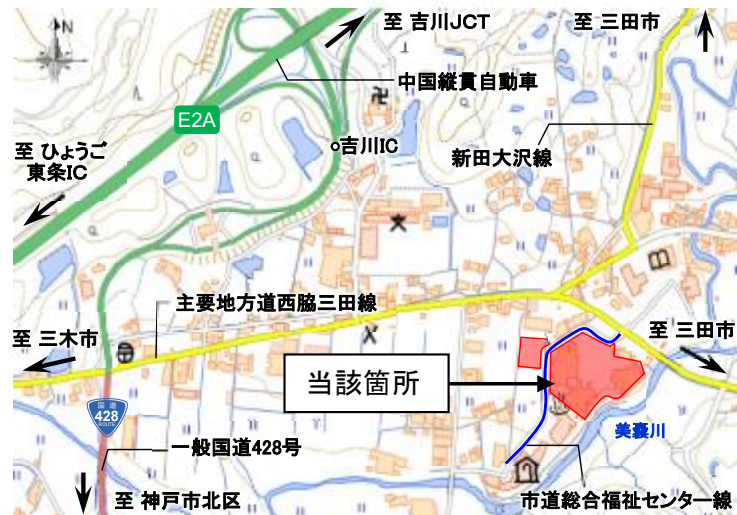 N
至 吉川JCT
至 三田市
中国縦貫自動車
E2A
至 ひょうご
東条IC
吉川IC
新田大沢線
主要地方道西脇三田線
至 三木市
至 三田市
当該箇所
国道
428
ROUTE
美嚢川
一般国道428号
市道総合福祉センター線
至 神戸市北区